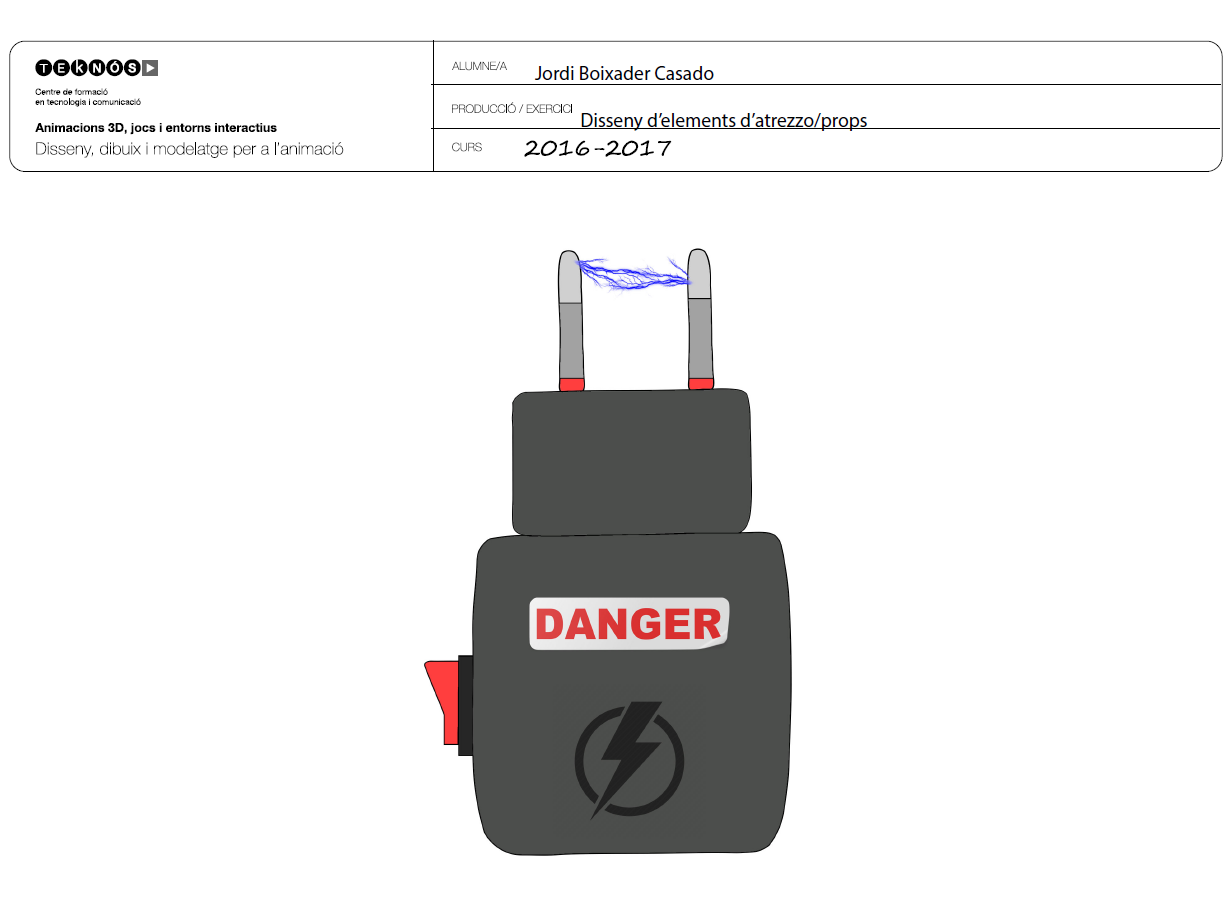 TEKNÓS
Centre de formació
en tecnologia i comunicació
Animacions 3D, jocs i entorns interactius
Disseny, dibuix i modelatge per a l'animació
ALUMNE/A Jordi Boixader Casado
PRODUCCIÓ / EXERCICI Disseny d'elements d'atrezzo/props
CURS 2016-2017
DANGER